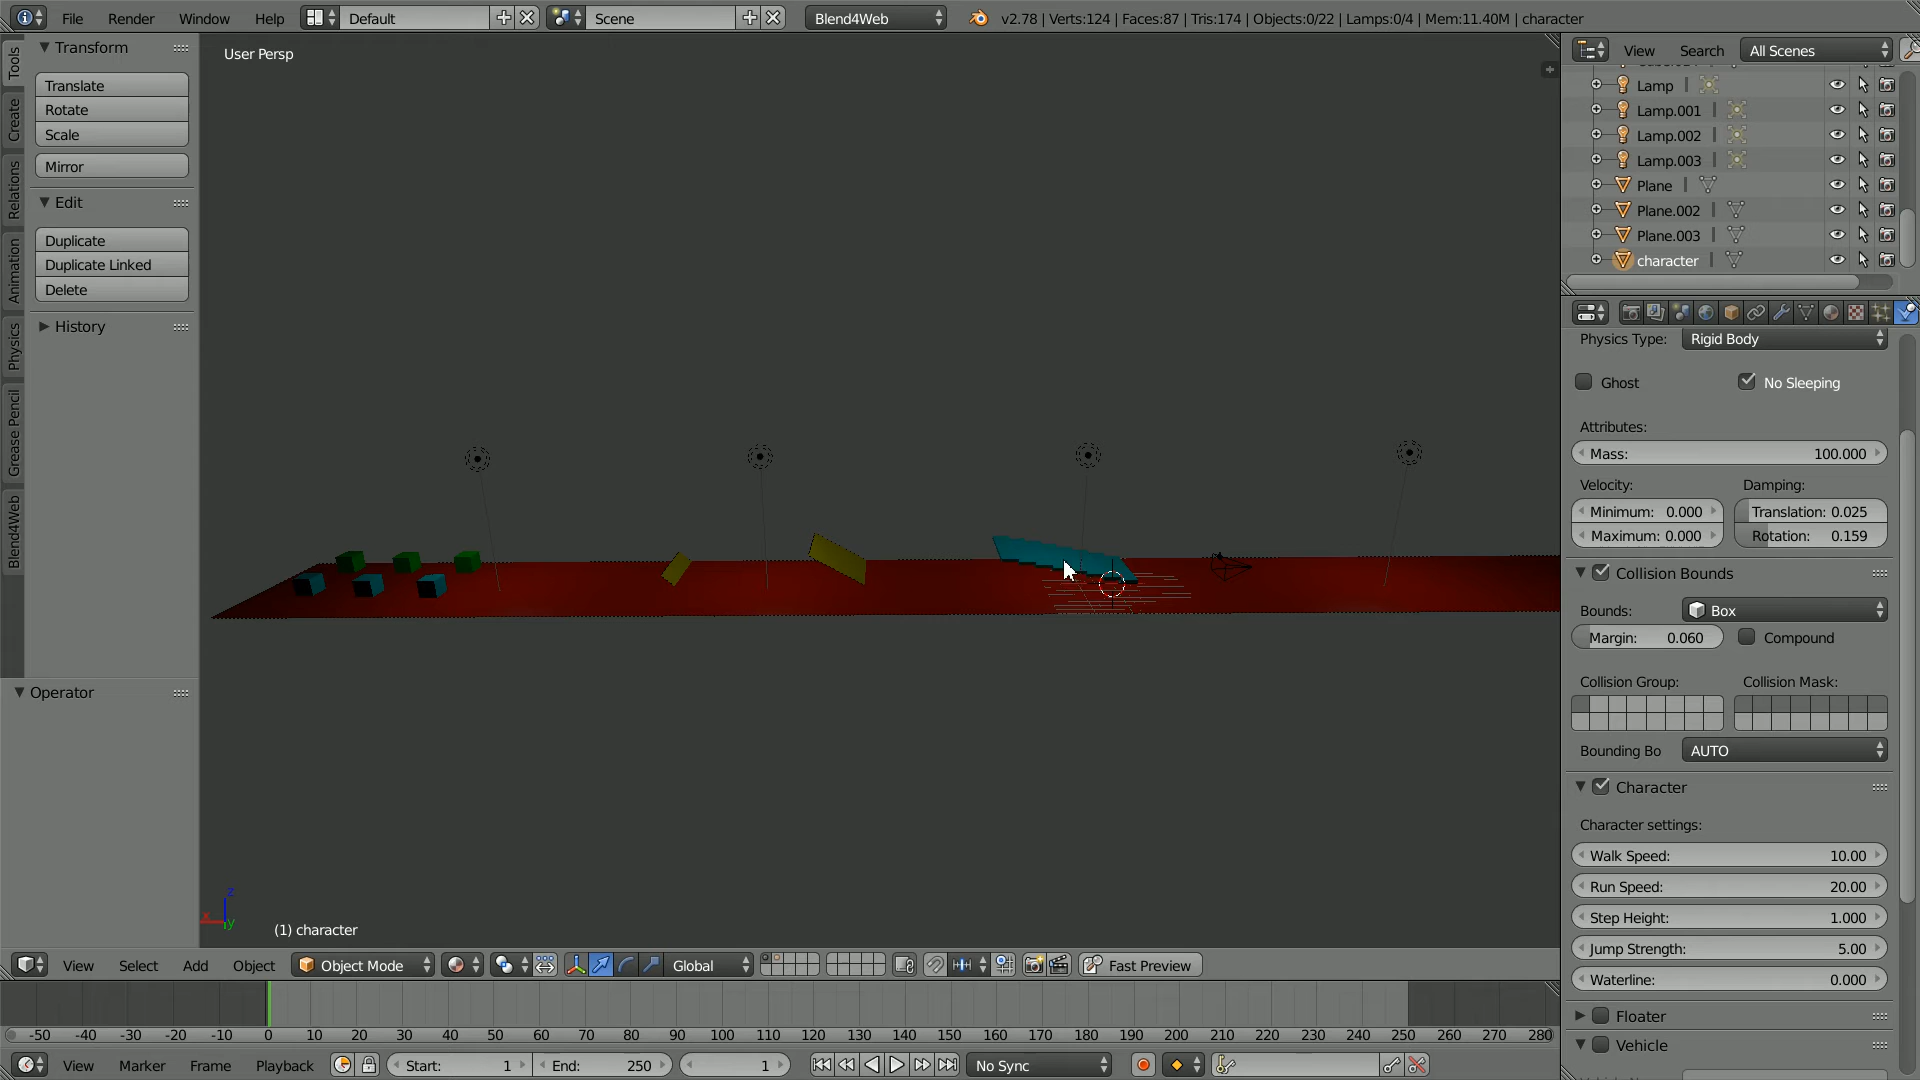 File Render Window Help Default Scene Blend4Web v2.78 | Verts:124 | Faces:87 | Tris:174 | Objects:0/22 | Lamps:0/4 | Mem:11.40M | character
User Persp
Tools
Create
Relations
Animation
Physics
Grease Pencil
Blend4Web
Transform
Translate
Rotate
Scale
Mirror
Edit
Duplicate
Duplicate Linked
Delete
History
Operator
z
x
y
(1) character
View Search All Scenes
Lamp
Lamp.001
Lamp.002
Lamp.003
Plane
Plane.002
Plane.003
character
Physics Type: Rigid Body
Ghost No Sleeping
Attributes:
Mass: 100.000
Velocity: Damping:
Minimum: 0.000 Translation: 0.025
Maximum: 0.000 Rotation: 0.159
Collision Bounds
Bounds: Box
Margin: 0.060 Compound
Collision Group: Collision Mask:
Bounding Bo AUTO
Character
Character settings:
Walk Speed: 10.00
Run Speed: 20.00
Step Height: 1.000
Jump Strength: 5.00
Waterline: 0.000
Floater
Vehicle
View Select Add Object Object Mode Global Fast Preview
-50 -40 -30 -20 -10 0 10 20 30 40 50 60 70 80 90 100 110 120 130 140 150 160 170 180 190 200 210 220 230 240 250 260 270 280
View Marker Frame Playback Start: 1 End: 250 1 No Sync